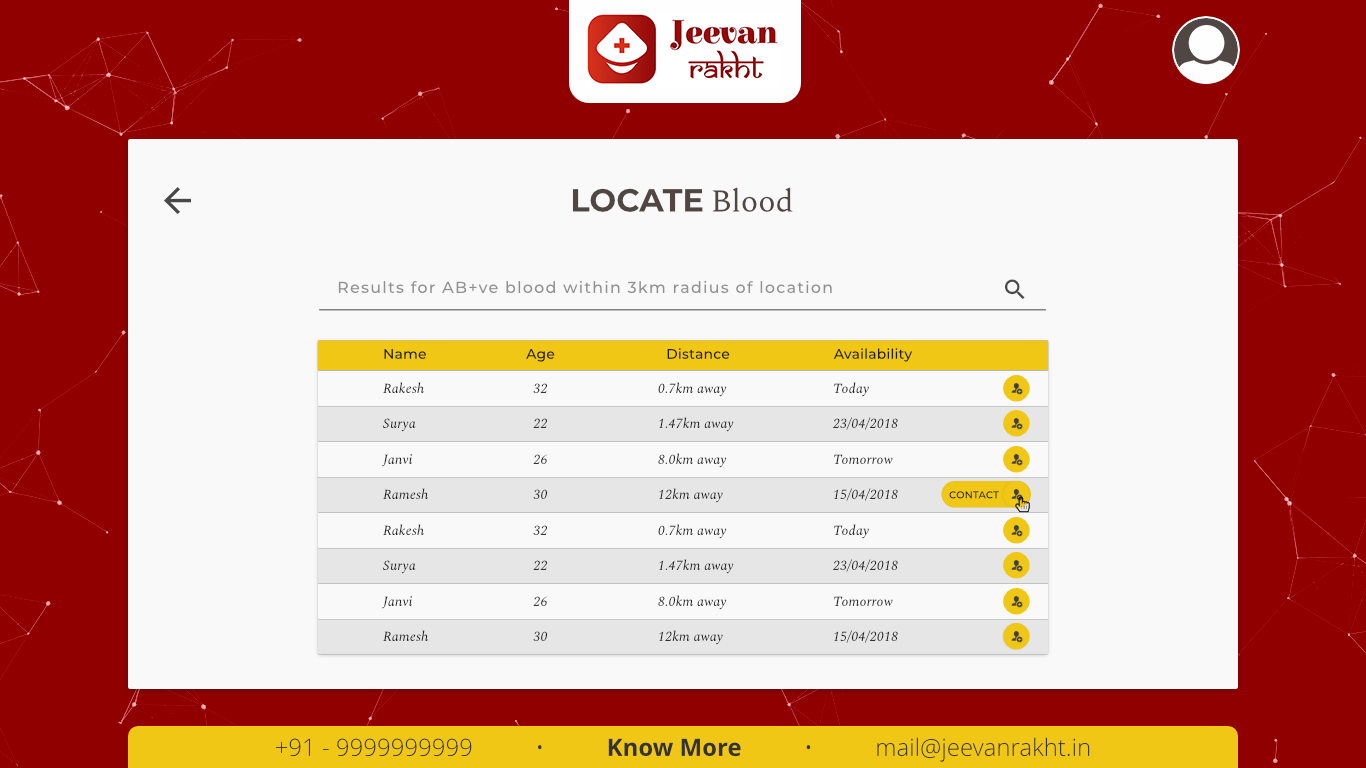 Jeevan
rakht
LOCATE Blood
Results for AB+ve blood within 3km radius of location
Name Age Distance Availability
Rakesh 32 0.7km away Today
Surya 22 1.47km away 23/04/2018
Janvi 26 8.0km away Tomorrow
Ramesh 30 12km away 15/04/2018 CONTACT
Rakesh 32 0.7km away Today
Surya 22 1.47km away 23/04/2018
Janvi 26 8.0km away Tomorrow
Ramesh 30 12km away 15/04/2018
+91 - 9999999999 · Know More · mail@jeevanrakht.in